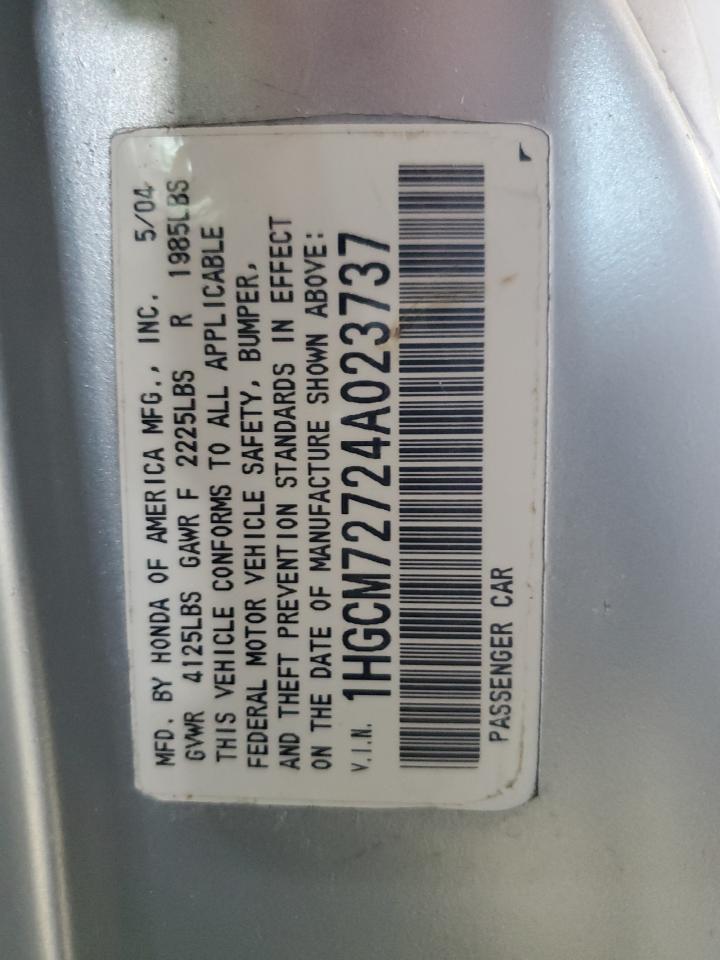 MFD. BY HONDA OF AMERICA MFG., INC. 5/04
GVWR 4125LBS GAWR F 2225LBS R 1985LBS
THIS VEHICLE CONFORMS TO ALL APPLICABLE
FEDERAL MOTOR VEHICLE SAFETY, BUMPER,
AND THEFT PREVENTION STANDARDS IN EFFECT
ON THE DATE OF MANUFACTURE SHOWN ABOVE:
V.I.N. 1HGCM72724A023737
PASSENGER CAR